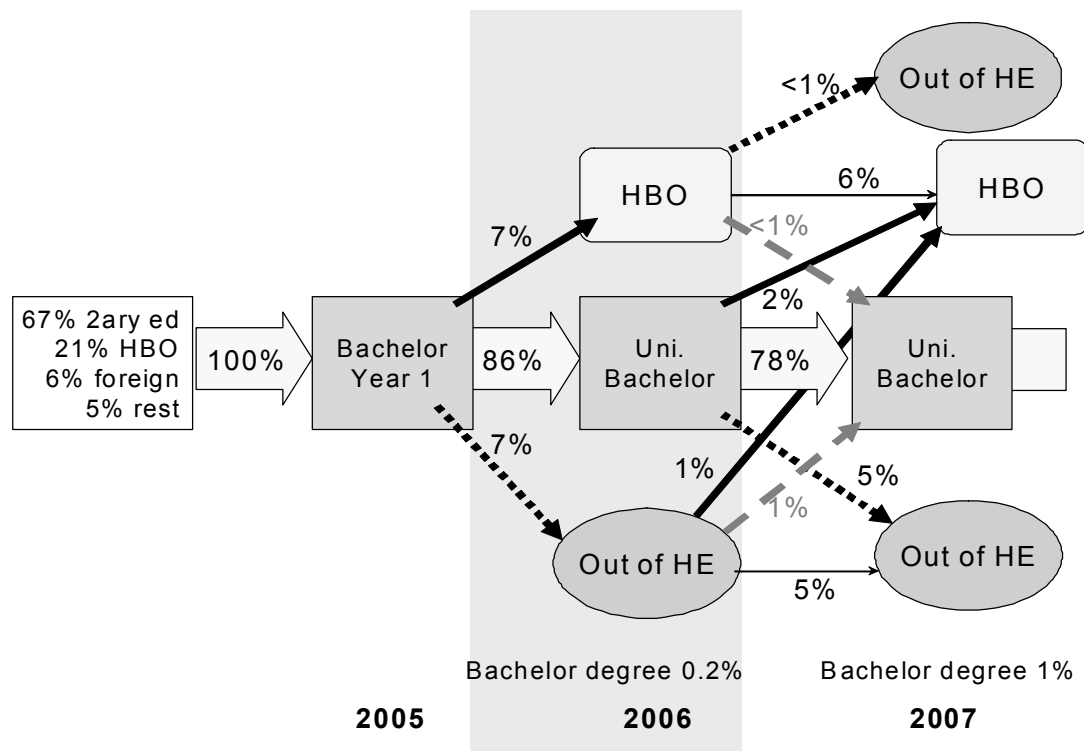 Out of HE
<1%
HBO
6%
HBO
<1%
7%
2%
67% 2ary ed
21% HBO
6% foreign
5% rest
100%
Bachelor
Year 1
86%
Uni.
Bachelor
78%
Uni.
Bachelor
7%
1%
5%
1%
Out of HE
5%
Out of HE
Bachelor degree 0.2%
Bachelor degree 1%
2005
2006
2007